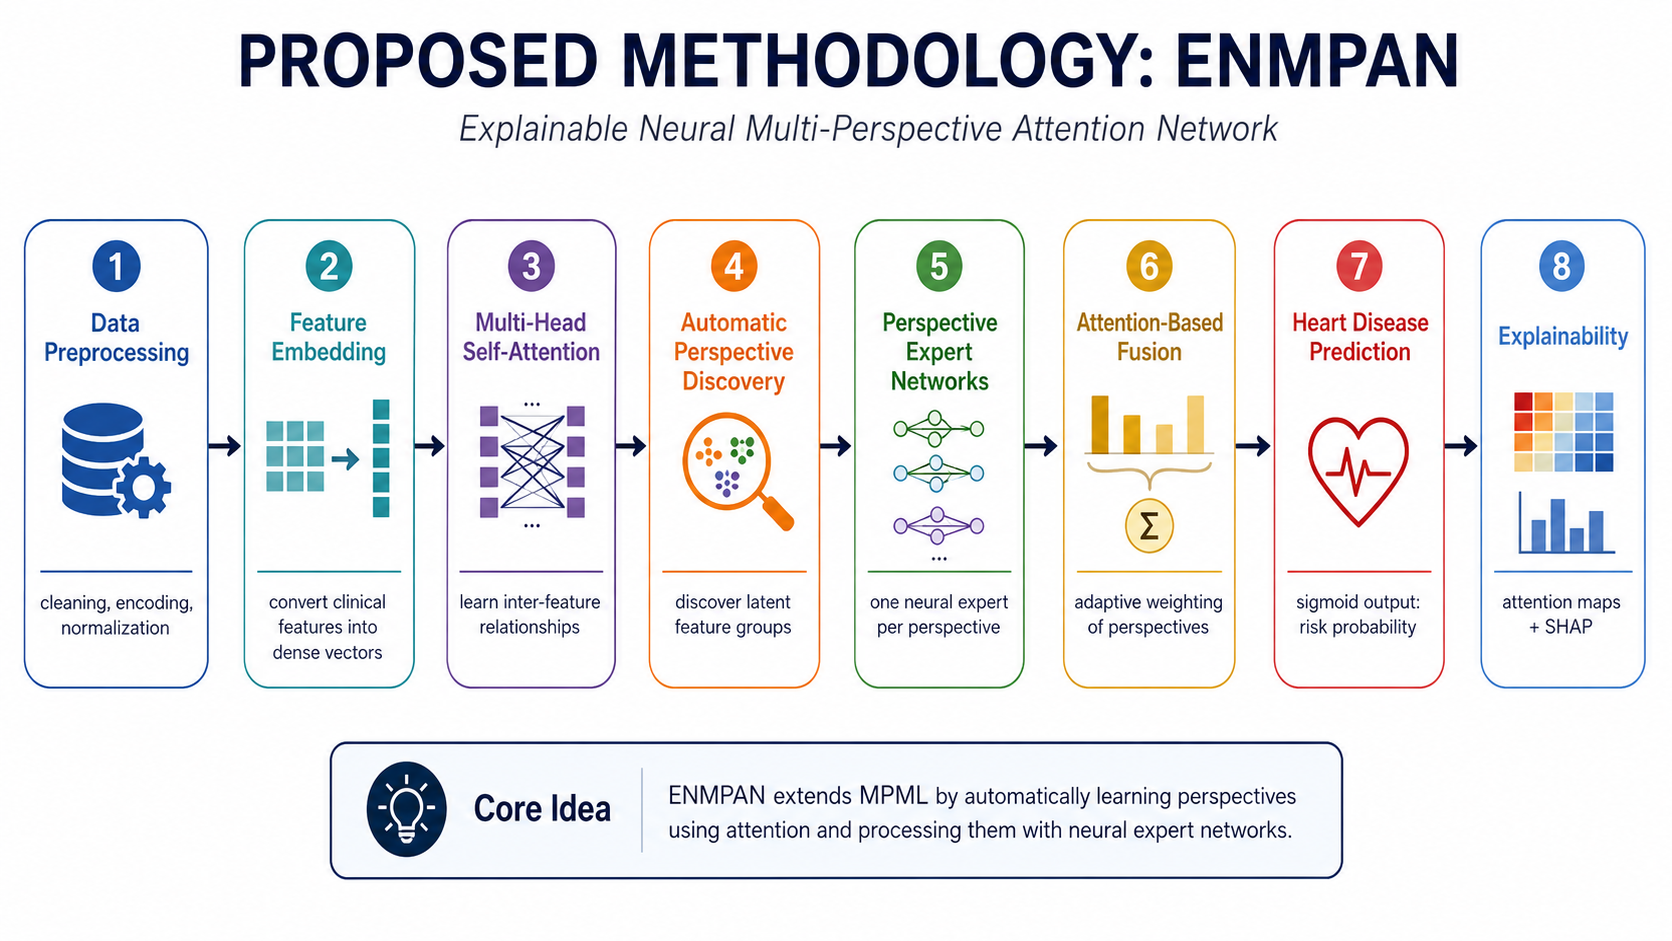 PROPOSED METHODOLOGY: ENMPAN
Explainable Neural Multi-Perspective Attention Network
1
Data
Preprocessing
cleaning, encoding,
normalization
2
Feature
Embedding
convert clinical
features into
dense vectors
3
Multi-Head
Self-Attention
...
...
learn inter-feature
relationships
4
Automatic
Perspective
Discovery
discover latent
feature groups
5
Perspective
Expert
Networks
...
one neural expert
per perspective
6
Attention-Based
Fusion
Σ
adaptive weighting
of perspectives
7
Heart Disease
Prediction
sigmoid output:
risk probability
8
Explainability
attention maps
+ SHAP
Core Idea
ENMPAN extends MPML by automatically learning perspectives
using attention and processing them with neural expert networks.